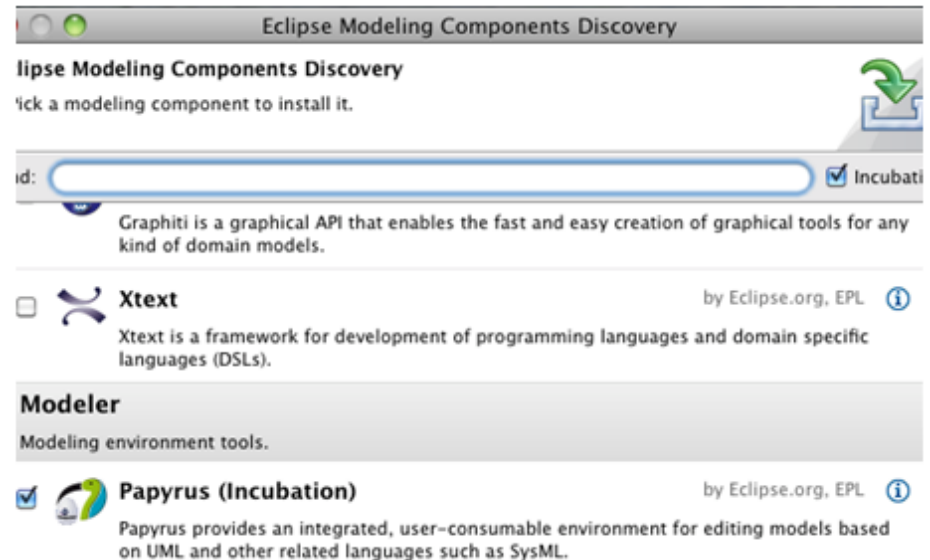 Eclipse Modeling Components Discovery
lipse Modeling Components Discovery
ick a modeling component to install it.
nd:
Incubati
Graphiti is a graphical API that enables the fast and easy creation of graphical tools for any
kind of domain models.
Xtext
by Eclipse.org, EPL
Xtext is a framework for development of programming languages and domain specific
languages (DSLs).
Modeler
Modeling environment tools.
Papyrus (Incubation)
by Eclipse.org, EPL
Papyrus provides an integrated, user-consumable environment for editing models based
on UML and other related languages such as SysML.